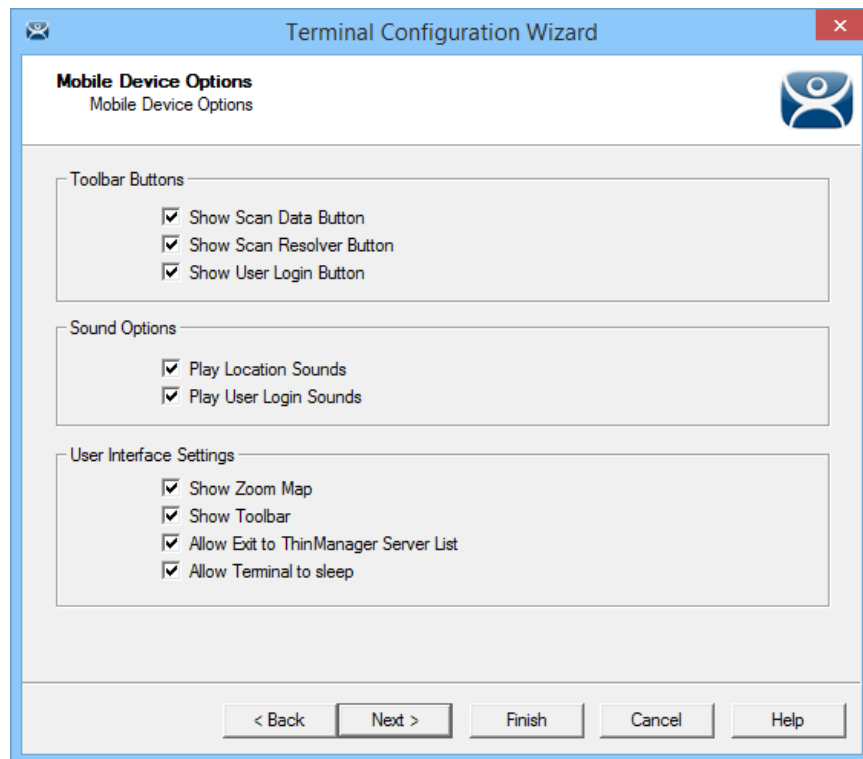 Terminal Configuration Wizard
Mobile Device Options
Mobile Device Options
Toolbar Buttons
Show Scan Data Button
Show Scan Resolver Button
Show User Login Button
Sound Options
Play Location Sounds
Play User Login Sounds
User Interface Settings
Show Zoom Map
Show Toolbar
Allow Exit to ThinManager Server List
Allow Terminal to sleep
< Back Next > Finish Cancel Help